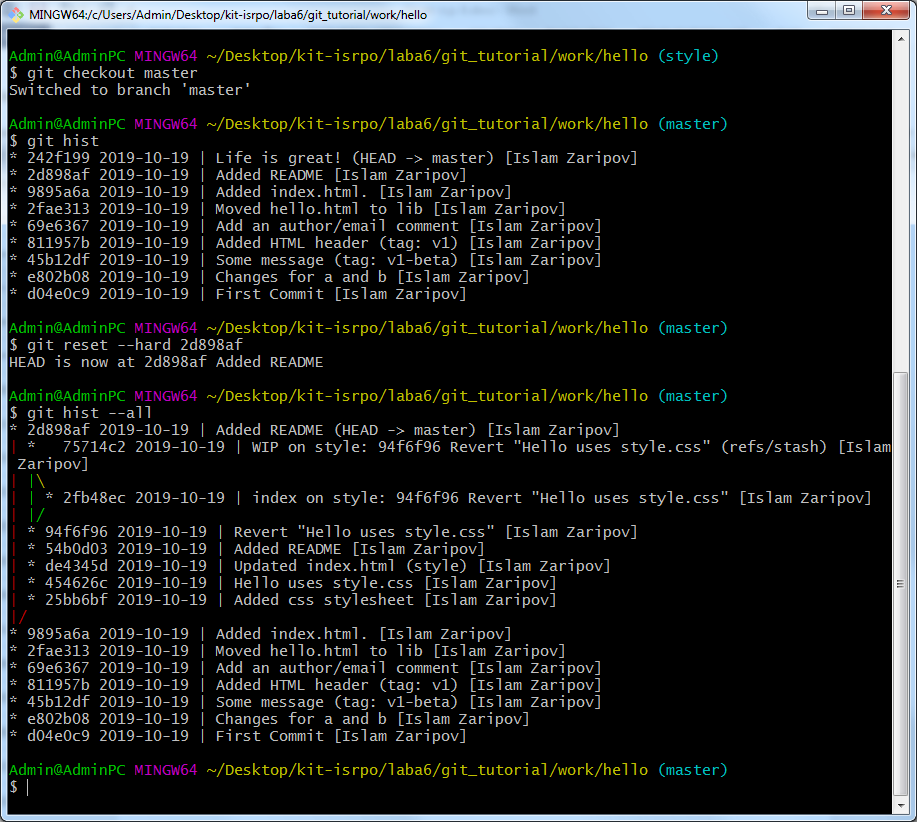 MINGW64:/c/Users/Admin/Desktop/kit-isrpo/laba6/git_tutorial/work/hello
Admin@AdminPC MINGW64 ~/Desktop/kit-isrpo/laba6/git_tutorial/work/hello (style)
$ git checkout master
Switched to branch 'master'
Admin@AdminPC MINGW64 ~/Desktop/kit-isrpo/laba6/git_tutorial/work/hello (master)
$ git hist
* 242f199 2019-10-19 | Life is great! (HEAD -> master) [Islam Zaripov]
* 2d898af 2019-10-19 | Added README [Islam Zaripov]
* 9895a6a 2019-10-19 | Added index.html. [Islam Zaripov]
* 2fae313 2019-10-19 | Moved hello.html to lib [Islam Zaripov]
* 69e6367 2019-10-19 | Add an author/email comment [Islam Zaripov]
* 811957b 2019-10-19 | Added HTML header (tag: v1) [Islam Zaripov]
* 45b12df 2019-10-19 | Some message (tag: v1-beta) [Islam Zaripov]
* e802b08 2019-10-19 | Changes for a and b [Islam Zaripov]
* d04e0c9 2019-10-19 | First Commit [Islam Zaripov]
Admin@AdminPC MINGW64 ~/Desktop/kit-isrpo/laba6/git_tutorial/work/hello (master)
$ git reset --hard 2d898af
HEAD is now at 2d898af Added README
Admin@AdminPC MINGW64 ~/Desktop/kit-isrpo/laba6/git_tutorial/work/hello (master)
$ git hist --all
* 2d898af 2019-10-19 | Added README (HEAD -> master) [Islam Zaripov]
| *   75714c2 2019-10-19 | WIP on style: 94f6f96 Revert "Hello uses style.css" (refs/stash) [Islam
Zaripov]
| |\
| | * 2fb48ec 2019-10-19 | index on style: 94f6f96 Revert "Hello uses style.css" [Islam Zaripov]
| |/
| * 94f6f96 2019-10-19 | Revert "Hello uses style.css" [Islam Zaripov]
| * 54b0d03 2019-10-19 | Added README [Islam Zaripov]
| * de4345d 2019-10-19 | Updated index.html (style) [Islam Zaripov]
| * 454626c 2019-10-19 | Hello uses style.css [Islam Zaripov]
| * 25bb6bf 2019-10-19 | Added css stylesheet [Islam Zaripov]
|/
* 9895a6a 2019-10-19 | Added index.html. [Islam Zaripov]
* 2fae313 2019-10-19 | Moved hello.html to lib [Islam Zaripov]
* 69e6367 2019-10-19 | Add an author/email comment [Islam Zaripov]
* 811957b 2019-10-19 | Added HTML header (tag: v1) [Islam Zaripov]
* 45b12df 2019-10-19 | Some message (tag: v1-beta) [Islam Zaripov]
* e802b08 2019-10-19 | Changes for a and b [Islam Zaripov]
* d04e0c9 2019-10-19 | First Commit [Islam Zaripov]
Admin@AdminPC MINGW64 ~/Desktop/kit-isrpo/laba6/git_tutorial/work/hello (master)
$